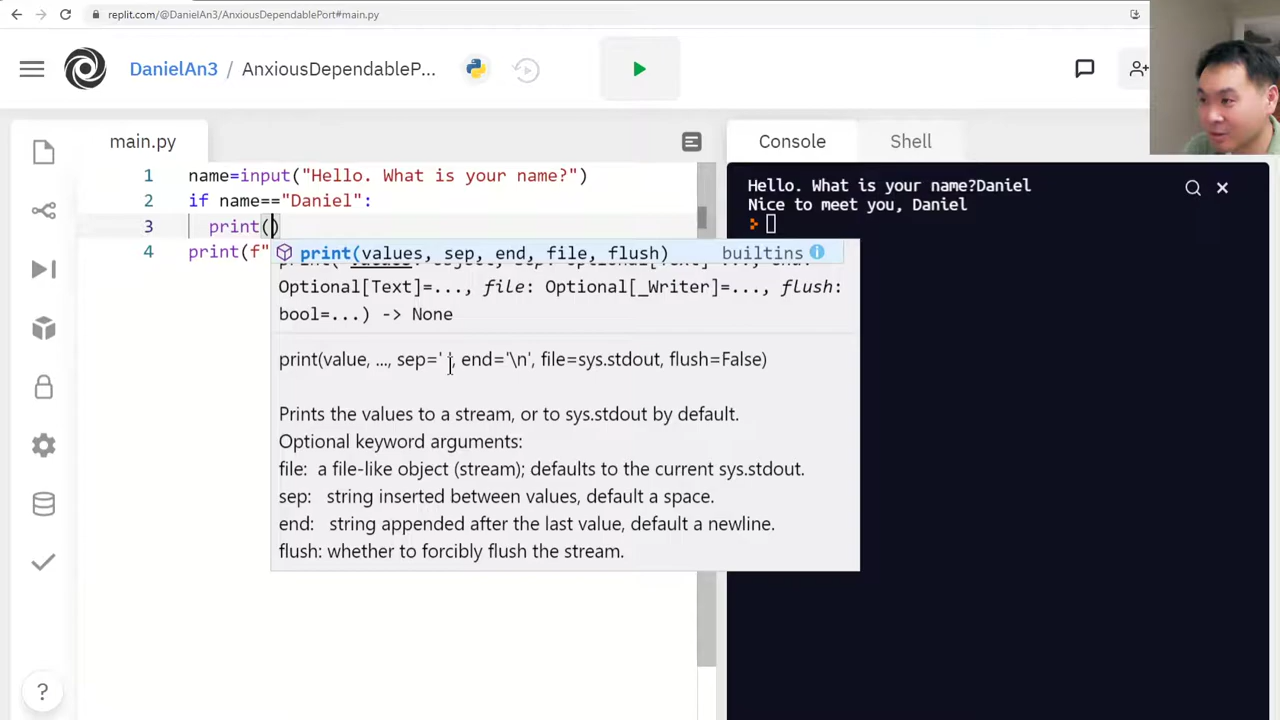 replit.com/@DanielAn3/AnxiousDependablePort#main.py
DanielAn3 / AnxiousDependableP...
main.py
Console
Shell
1 name=input("Hello. What is your name?")
2 if name=="Daniel":
3 print()
4 print(f"
print(values, sep, end, file, flush) builtins
Optional[Text]=..., file: Optional[_Writer]=..., flush:
bool=...) -> None
print(value, ..., sep=' ', end='\n', file=sys.stdout, flush=False)
Prints the values to a stream, or to sys.stdout by default.
Optional keyword arguments:
file: a file-like object (stream); defaults to the current sys.stdout.
sep: string inserted between values, default a space.
end: string appended after the last value, default a newline.
flush: whether to forcibly flush the stream.
Hello. What is your name?Daniel
Nice to meet you, Daniel
?